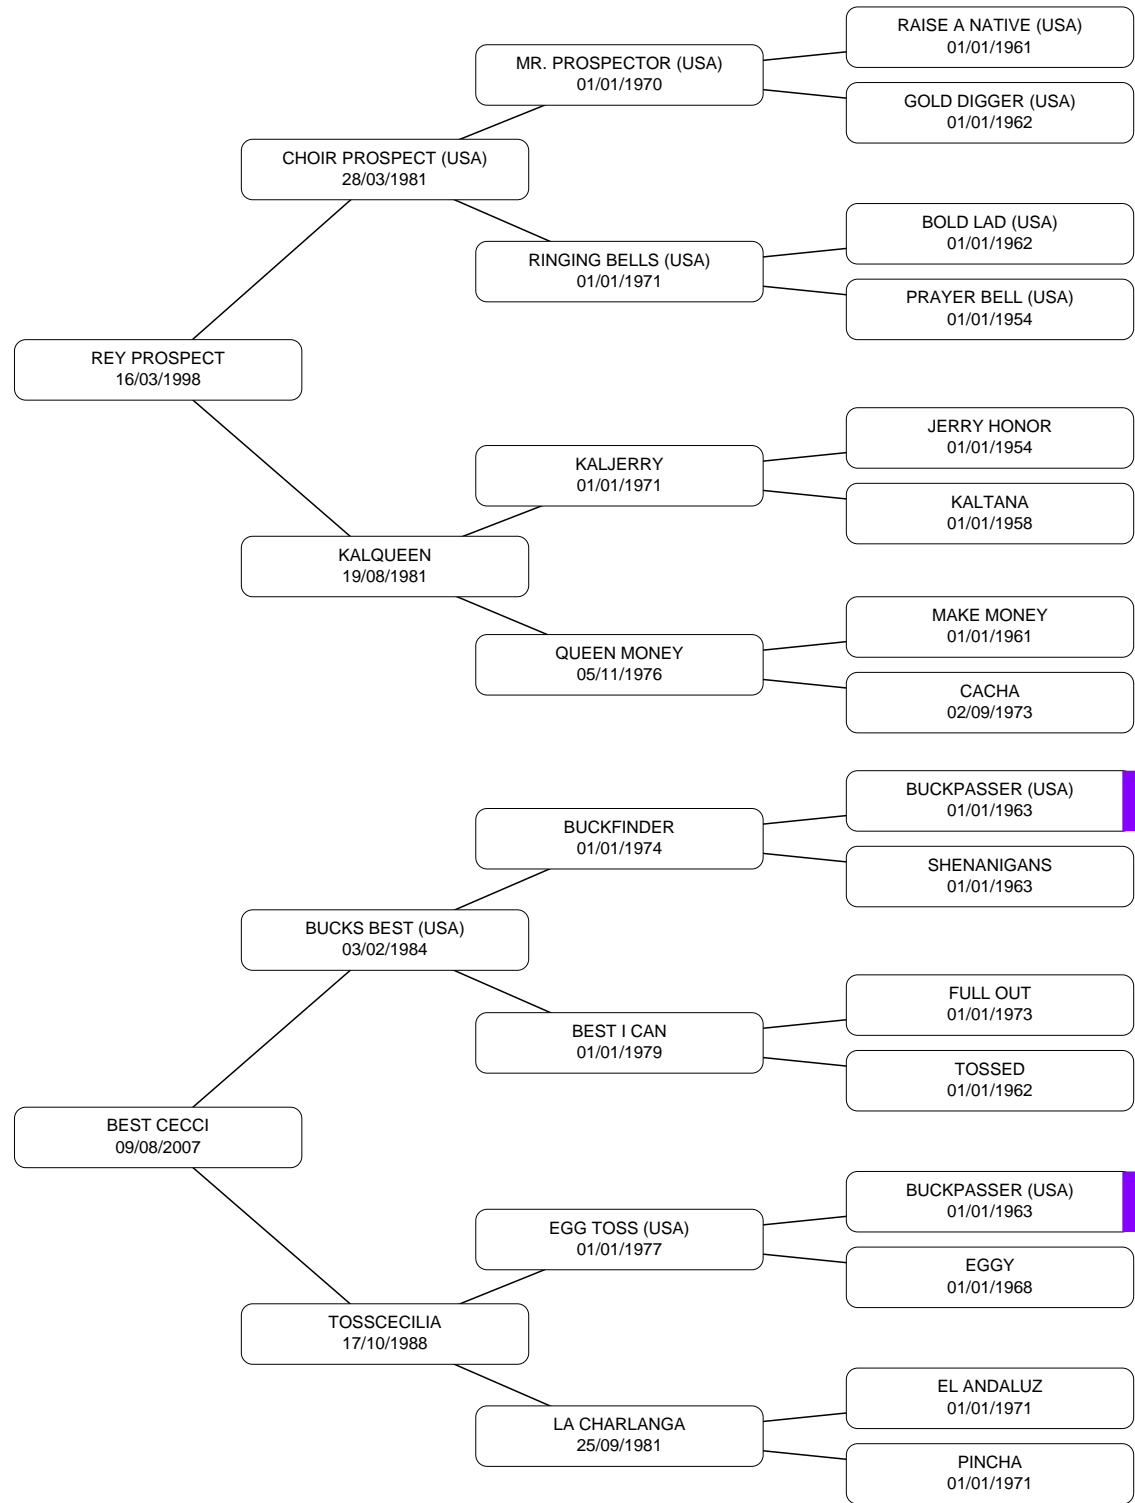 RAISE A NATIVE (USA)
01/01/1961
MR. PROSPECTOR (USA)
01/01/1970
GOLD DIGGER (USA)
01/01/1962
CHOIR PROSPECT (USA)
28/03/1981
BOLD LAD (USA)
01/01/1962
RINGING BELLS (USA)
01/01/1971
PRAYER BELL (USA)
01/01/1954
REY PROSPECT
16/03/1998
JERRY HONOR
01/01/1954
KALJERRY
01/01/1971
KALTANA
01/01/1958
KALQUEEN
19/08/1981
MAKE MONEY
01/01/1961
QUEEN MONEY
05/11/1976
CACHA
02/09/1973
BUCKPASSER (USA)
01/01/1963
BUCKFINDER
01/01/1974
SHENANIGANS
01/01/1963
BUCKS BEST (USA)
03/02/1984
FULL OUT
01/01/1973
BEST I CAN
01/01/1979
TOSSED
01/01/1962
BEST CECCI
09/08/2007
BUCKPASSER (USA)
01/01/1963
EGG TOSS (USA)
01/01/1977
EGGY
01/01/1968
TOSSCECILIA
17/10/1988
EL ANDALUZ
01/01/1971
LA CHARLANGA
25/09/1981
PINCHA
01/01/1971